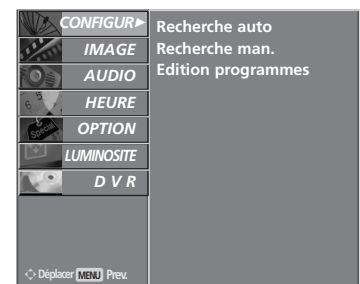 CONFIGUR
IMAGE
AUDIO
HEURE
OPTION
LUMINOSITE
D V R
Recherche auto
Recherche man.
Edition programmes
Déplacer MENU Prev.